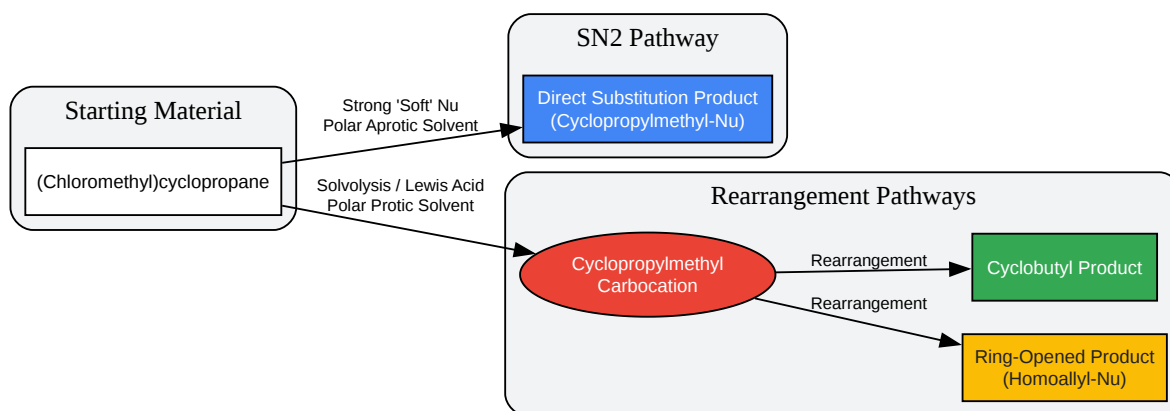 Starting Material
(Chloromethyl)cyclopropane
Strong 'Soft' Nu
Polar Aprotic Solvent
SN2 Pathway
Direct Substitution Product
(Cyclopropylmethyl-Nu)
Solvolysis / Lewis Acid
Polar Protic Solvent
Rearrangement Pathways
Cyclopropylmethyl
Carbocation
Rearrangement
Cyclobutyl Product
Rearrangement
Ring-Opened Product
(Homoallyl-Nu)